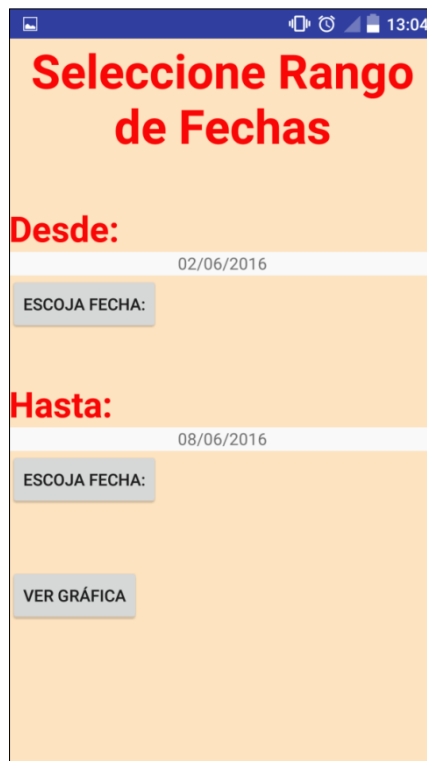 13:04
Seleccione Rango
de Fechas
Desde:
02/06/2016
ESCOJA FECHA:
Hasta:
08/06/2016
ESCOJA FECHA:
VER GRÁFICA